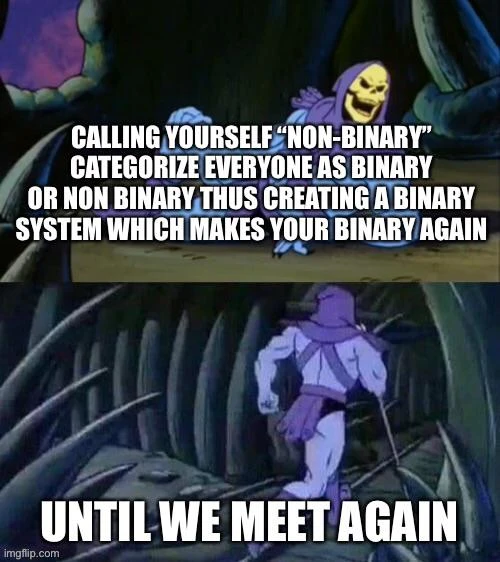 CALLING YOURSELF “NON-BINARY”
CATEGORIZE EVERYONE AS BINARY
OR NON BINARY THUS CREATING A BINARY
SYSTEM WHICH MAKES YOUR BINARY AGAIN
UNTIL WE MEET AGAIN
imgflip.com